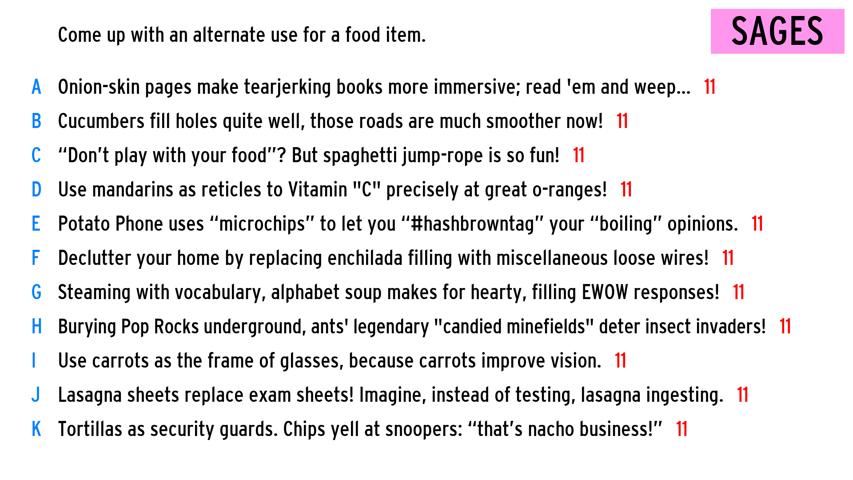 Come up with an alternate use for a food item.
SAGES
A Onion-skin pages make tearjerking books more immersive; read 'em and weep... 11
B Cucumbers fill holes quite well, those roads are much smoother now! 11
C “Don’t play with your food”? But spaghetti jump-rope is so fun! 11
D Use mandarins as reticles to Vitamin "C" precisely at great o-ranges! 11
E Potato Phone uses “microchips” to let you “#hashbrowntag” your “boiling” opinions. 11
F Declutter your home by replacing enchilada filling with miscellaneous loose wires! 11
G Steaming with vocabulary, alphabet soup makes for hearty, filling EWOW responses! 11
H Burying Pop Rocks underground, ants' legendary "candied minefields" deter insect invaders! 11
I Use carrots as the frame of glasses, because carrots improve vision. 11
J Lasagna sheets replace exam sheets! Imagine, instead of testing, lasagna ingesting. 11
K Tortillas as security guards. Chips yell at snoopers: “that’s nacho business!” 11